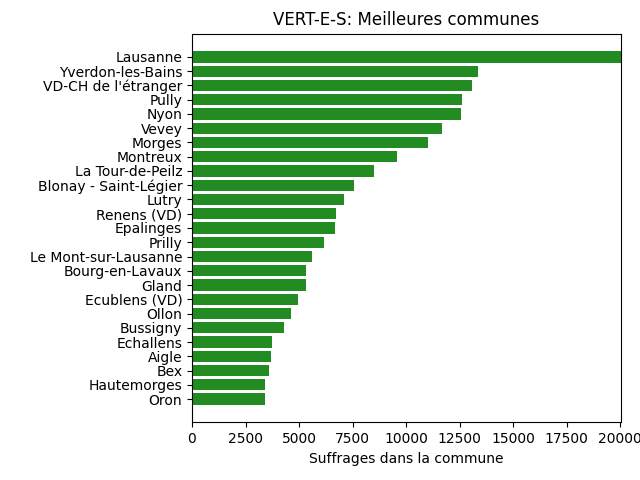 VERT-E-S: Meilleures communes
Lausanne
Yverdon-les-Bains
VD-CH de l'étranger
Pully
Nyon
Vevey
Morges
Montreux
La Tour-de-Peilz
Blonay - Saint-Légier
Lutry
Renens (VD)
Epalinges
Prilly
Le Mont-sur-Lausanne
Bourg-en-Lavaux
Gland
Ecublens (VD)
Ollon
Bussigny
Echallens
Aigle
Bex
Hautemorges
Oron
0 2500 5000 7500 10000 12500 15000 17500 20000
Suffrages dans la commune